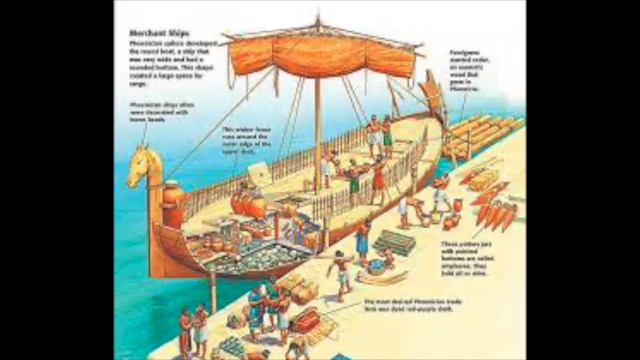 Merchant Ships
Phoenician sailors developed
the round boat, a ship that
was very wide and had a
rounded bottom. This shape
created a large space for
cargo.
Phoenician ships often
were decorated with
horse heads.
This wicker fence
runs around the
outer edge of the
upper deck.
Foreigners
wanted cedar,
an aromatic
wood that
grew in
Phoenicia.
These pottery jars
with pointed
bottoms are called
amphorae. They
held oil or wine.
The most desired Phoenician trade
item was dyed red-purple cloth.